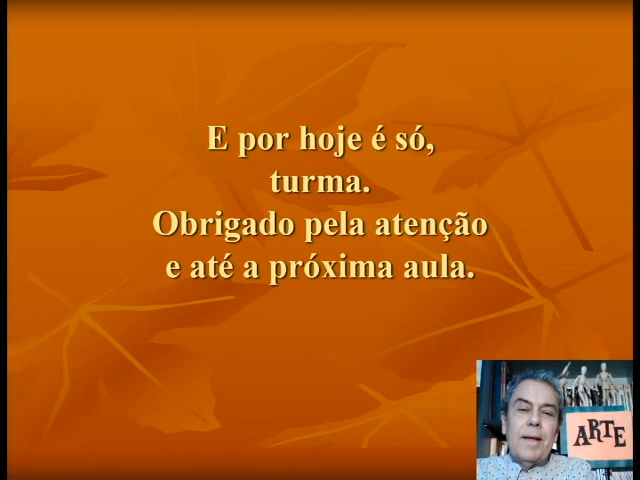 E por hoje é só,
turma.
Obrigado pela atenção
e até a próxima aula.
ARTE